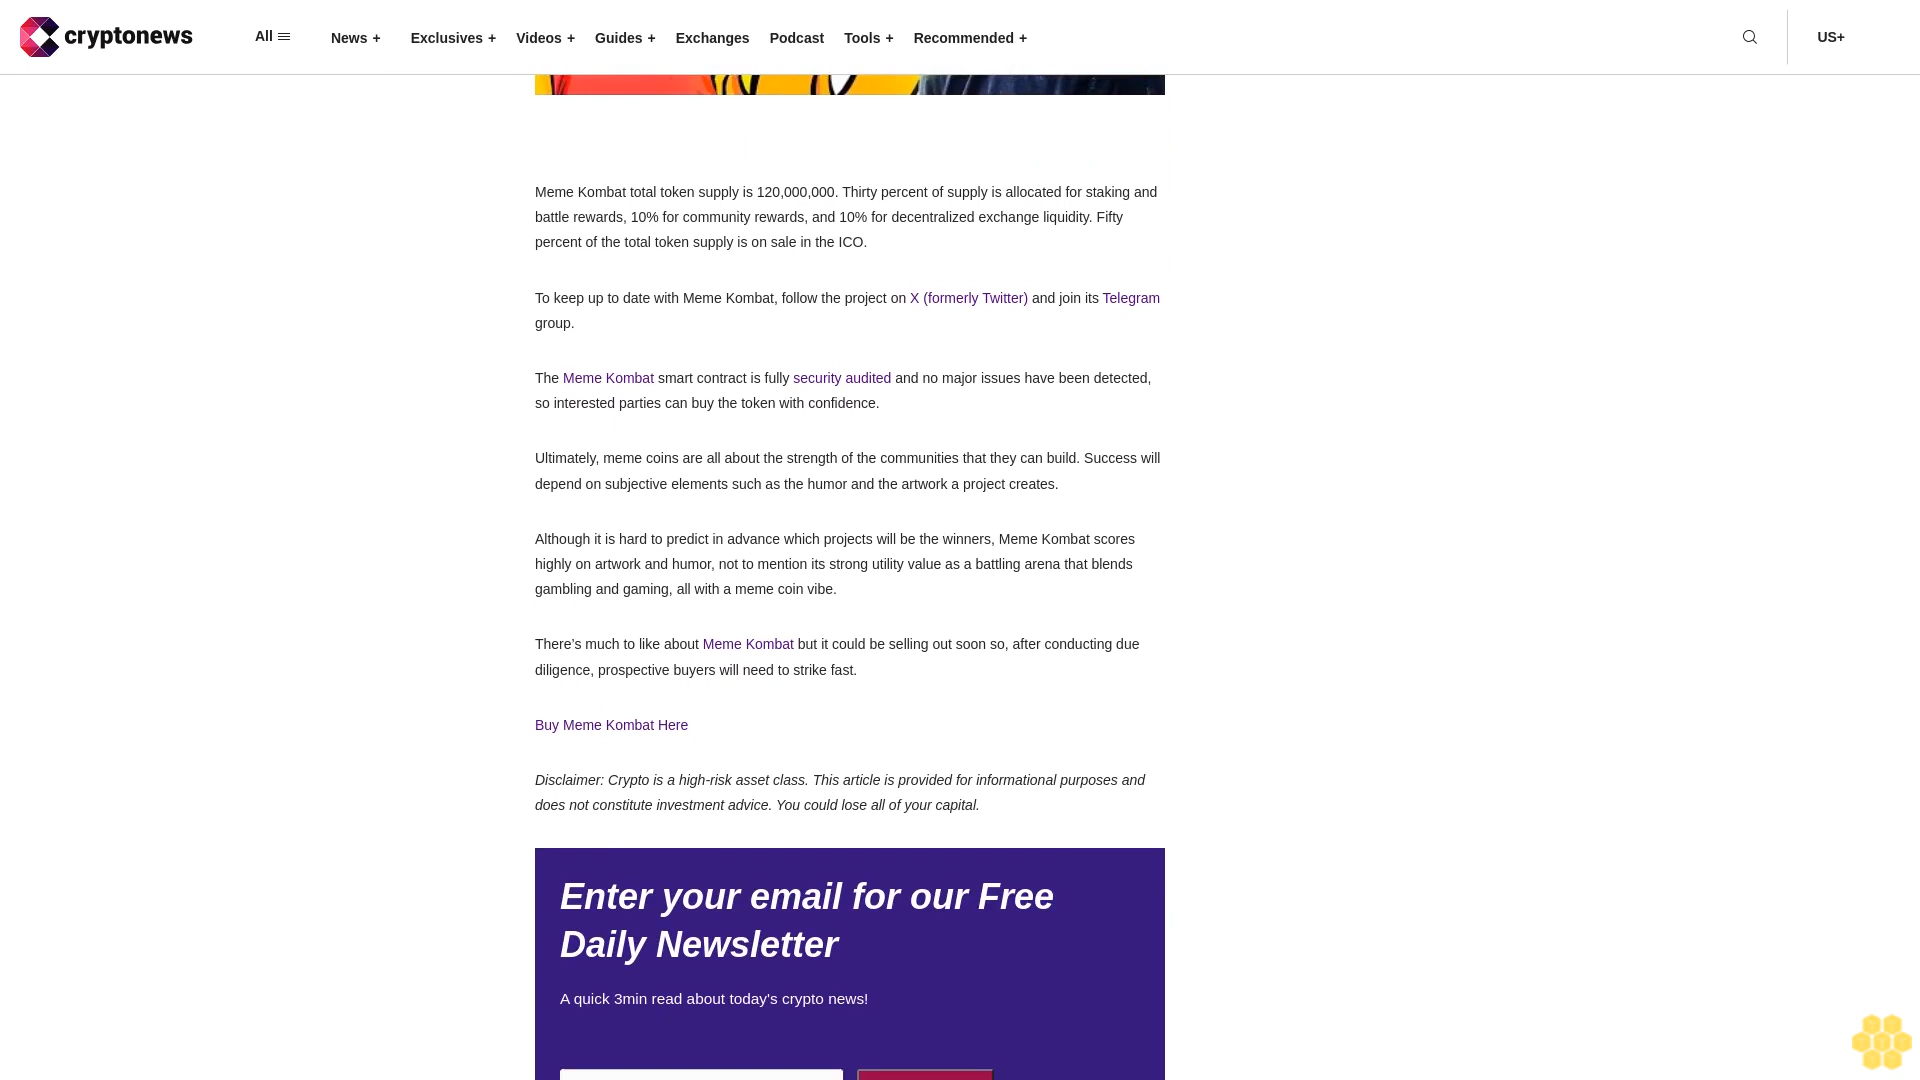 cryptonews
All
News +
Exclusives +
Videos +
Guides +
Exchanges
Podcast
Tools +
Recommended +
US+
Meme Kombat total token supply is 120,000,000. Thirty percent of supply is allocated for staking and
battle rewards, 10% for community rewards, and 10% for decentralized exchange liquidity. Fifty
percent of the total token supply is on sale in the ICO.
To keep up to date with Meme Kombat, follow the project on X (formerly Twitter) and join its Telegram
group.
The Meme Kombat smart contract is fully security audited and no major issues have been detected,
so interested parties can buy the token with confidence.
Ultimately, meme coins are all about the strength of the communities that they can build. Success will
depend on subjective elements such as the humor and the artwork a project creates.
Although it is hard to predict in advance which projects will be the winners, Meme Kombat scores
highly on artwork and humor, not to mention its strong utility value as a battling arena that blends
gambling and gaming, all with a meme coin vibe.
There’s much to like about Meme Kombat but it could be selling out soon so, after conducting due
diligence, prospective buyers will need to strike fast.
Buy Meme Kombat Here
Disclaimer: Crypto is a high-risk asset class. This article is provided for informational purposes and
does not constitute investment advice. You could lose all of your capital.
Enter your email for our Free
Daily Newsletter
A quick 3min read about today's crypto news!